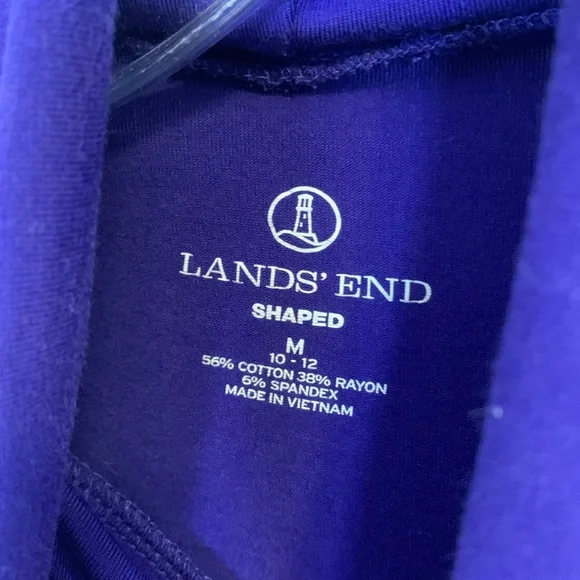 LANDS' END
SHAPED
M
10 - 12
56% COTTON 38% RAYON
6% SPANDEX
MADE IN VIETNAM